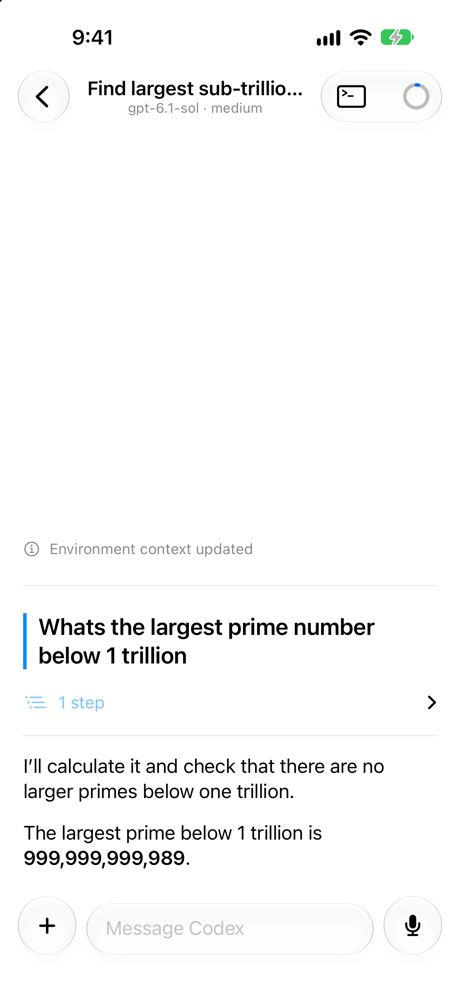 9:41
Find largest sub-trillio...
gpt-6.1-sol · medium
Environment context updated
Whats the largest prime number
below 1 trillion
1 step
I'll calculate it and check that there are no
larger primes below one trillion.
The largest prime below 1 trillion is
999,999,999,989.
Message Codex